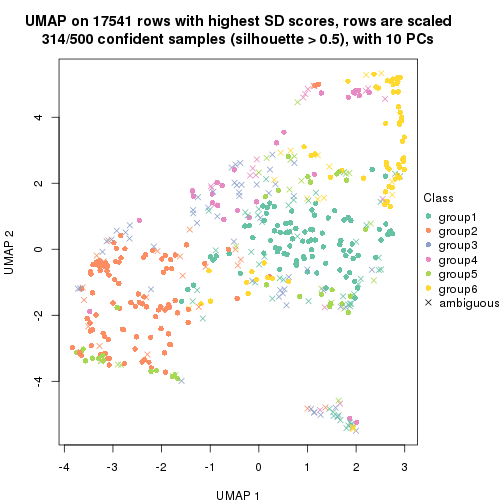 UMAP on 17541 rows with highest SD scores, rows are scaled
314/500 confident samples (silhouette > 0.5), with 10 PCs
UMAP 2
4
2
0
-2
-4
-4
-3
-2
-1
0
1
2
3
UMAP 1
Class
group1
group2
group3
group4
group5
group6
ambiguous